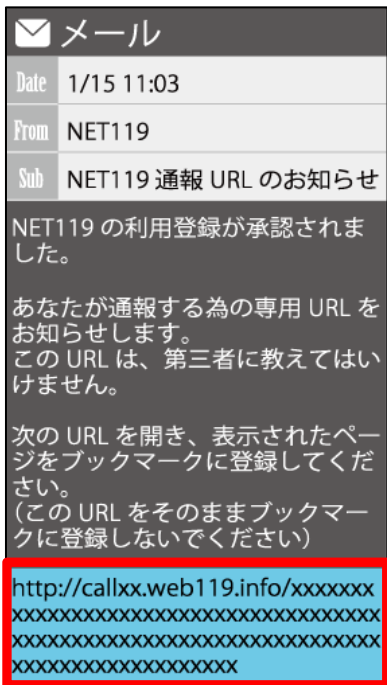 メール
Date 1/15 11:03
From NET119
Sub NET119 通報 URL のお知らせ
NET119 の利用登録が承認されま
した。
あなたが通報する為の専用 URL を
お知らせします。
この URL は、第三者に教えてはい
けません。
次の URL を開き、表示されたペー
ジをブックマークに登録してくだ
さい。
(この URL をそのままブックマー
クに登録しないでください)
http://callxx.web119.info/xxxxxxx
xxxxxxxxxxxxxxxxxxxxxxxxxxxxx
xxxxxxxxxxxxxxxxxxxxxxxxxxxxx
xxxxxxxxxxxxxxxxxx